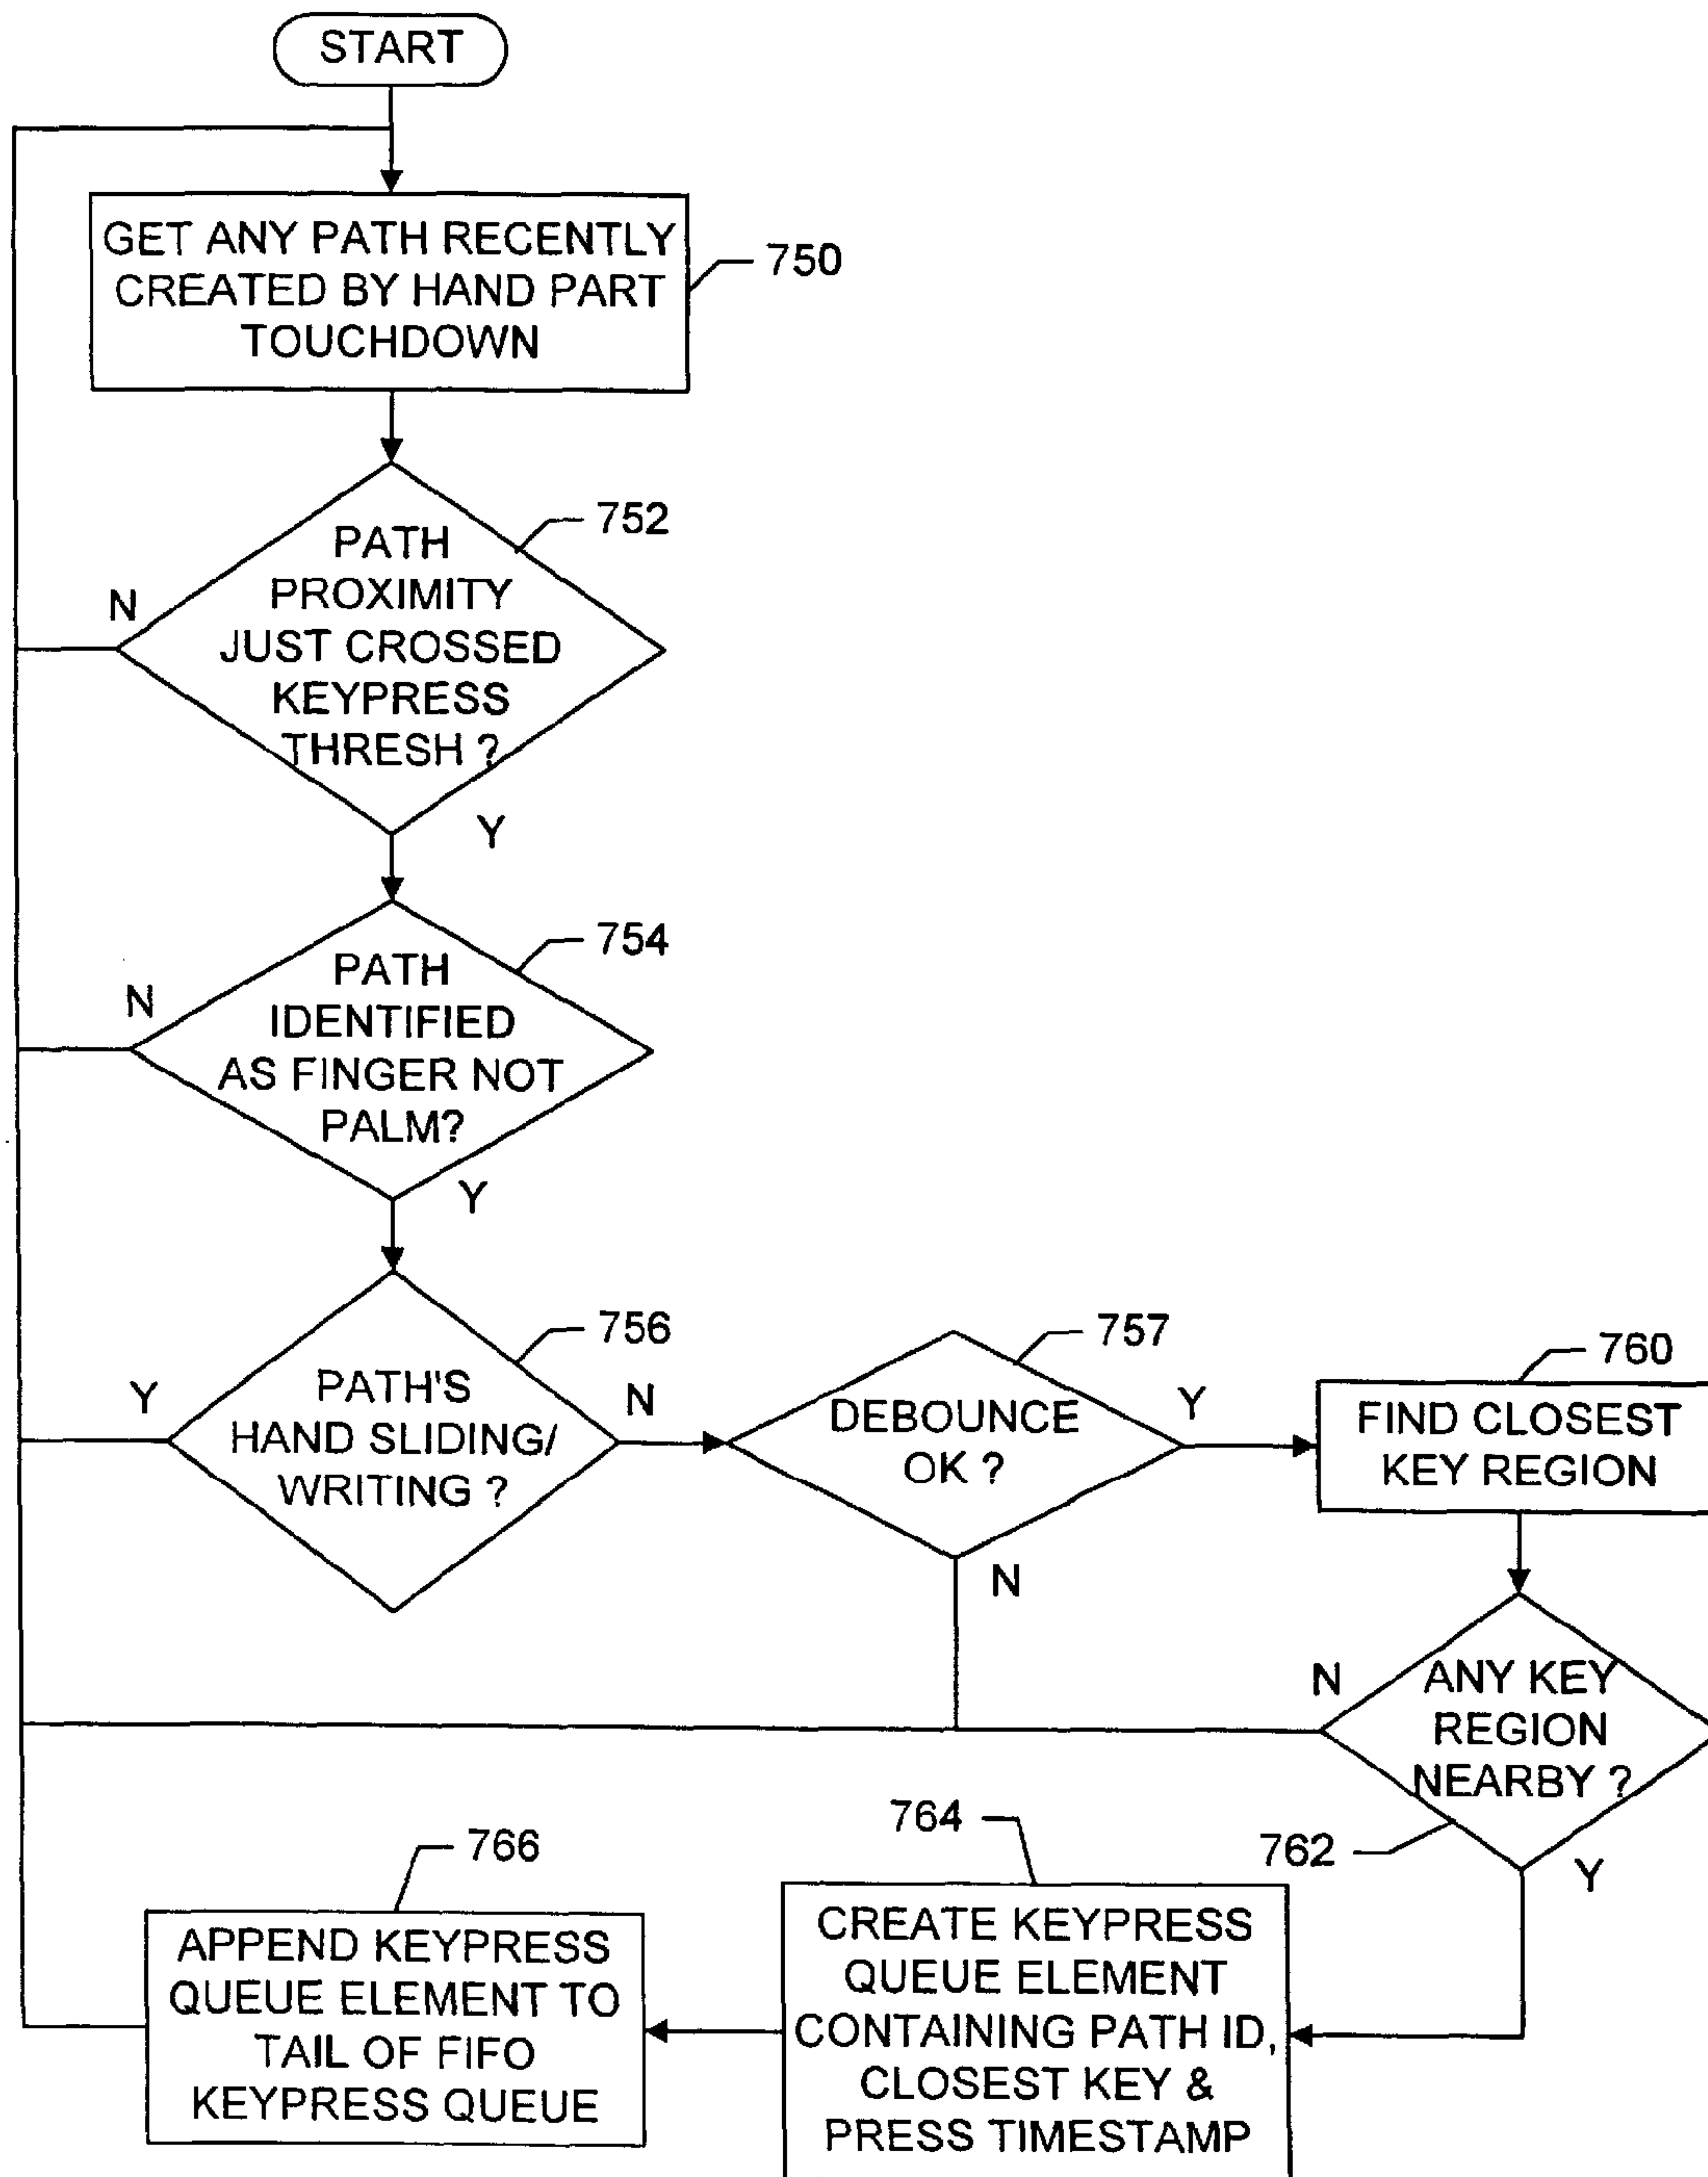 START
GET ANY PATH RECENTLY
CREATED BY HAND PART
TOUCHDOWN
750
752
PATH
PROXIMITY
JUST CROSSED
KEYPRESS
THRESH ?
N
Y
754
PATH
IDENTIFIED
AS FINGER NOT
PALM?
N
Y
756
PATH'S
HAND SLIDING/
WRITING ?
Y
N
757
DEBOUNCE
OK ?
Y
N
760
FIND CLOSEST
KEY REGION
ANY KEY
REGION
NEARBY ?
N
762
Y
764
CREATE KEYPRESS
QUEUE ELEMENT
CONTAINING PATH ID,
CLOSEST KEY &
PRESS TIMESTAMP
766
APPEND KEYPRESS
QUEUE ELEMENT TO
TAIL OF FIFO
KEYPRESS QUEUE